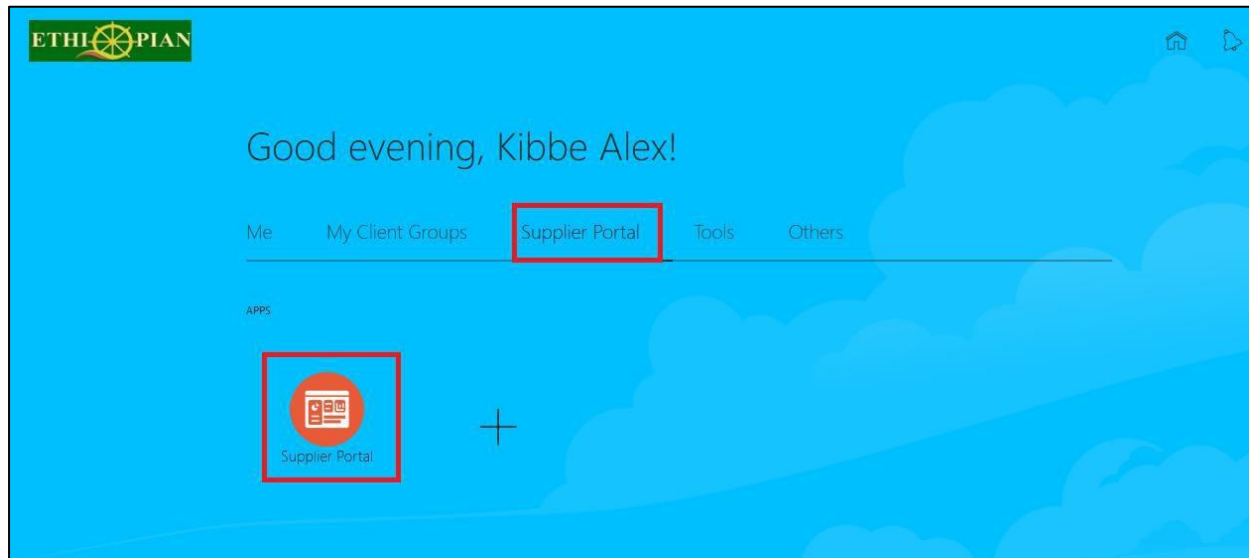 ETHIOPIAN
Good evening, Kibbe Alex!
Me My Client Groups Supplier Portal Tools Others
APPS
Supplier Portal